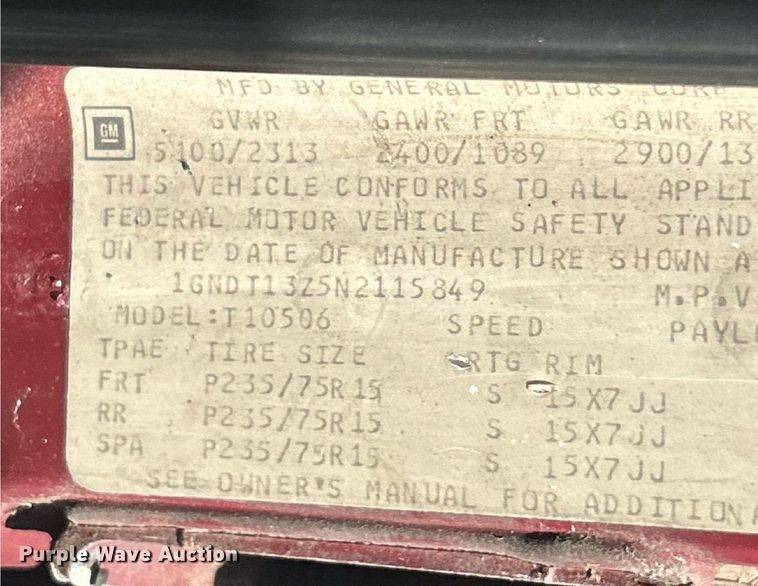 MFD BY GENERAL MOTORS CORP
GM
GVWR GAWR FRT GAWR RR
5100/2313 2400/1089 2900/13
THIS VEHICLE CONFORMS TO ALL APPLI
FEDERAL MOTOR VEHICLE SAFETY STAND
ON THE DATE OF MANUFACTURE SHOWN A
1GNDT13Z5N2115849 M.P.V
MODEL:T10506 SPEED PAYL
TPAE TIRE SIZE RTG RIM
FRT P235/75R15 S 15X7JJ
RR P235/75R15 S 15X7JJ
SPA P235/75R15 S 15X7JJ
SEE OWNER'S MANUAL FOR ADDITIONA
Purple Wave Auction